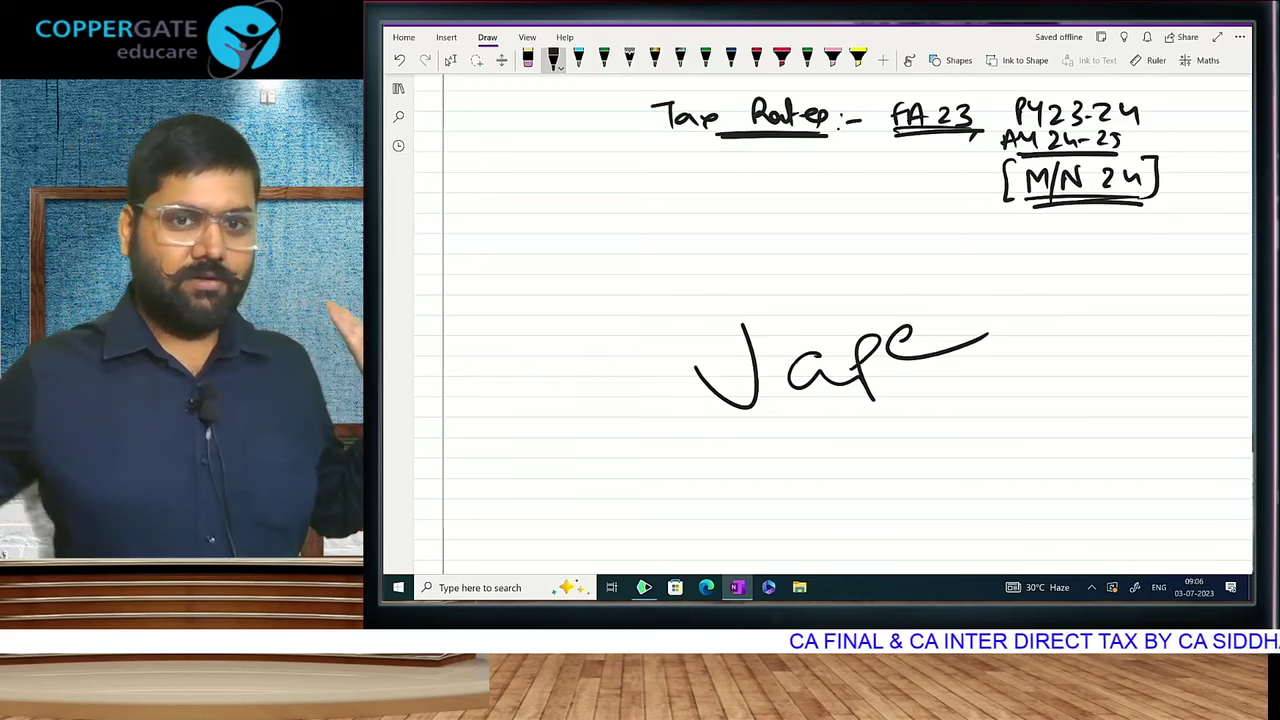 COPPERGATE
educare
Home Insert Draw View Help
Saved offline Share
Shapes Ink to Shape Ink to Text Ruler Maths
Tax Rates :- FA 23 PY 23-24
AY 24-25
[M/N 24]
Type here to search
30°C Haze ENG 09:06
03-07-2023
CA FINAL & CA INTER DIRECT TAX BY CA SIDDHA